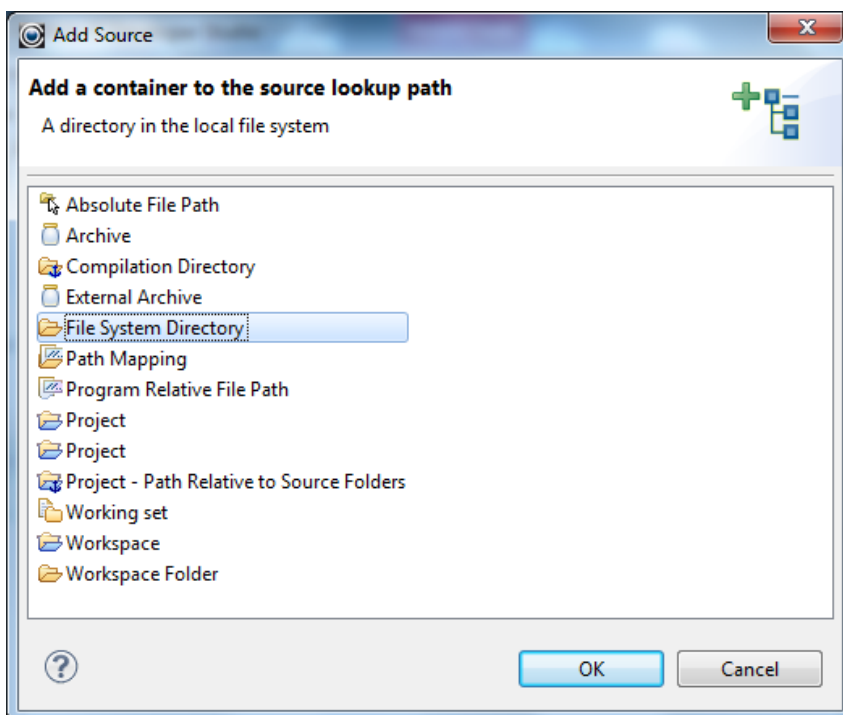 Add Source
Add a container to the source lookup path
A directory in the local file system
Absolute File Path
Archive
Compilation Directory
External Archive
File System Directory
Path Mapping
Program Relative File Path
Project
Project
Project - Path Relative to Source Folders
Working set
Workspace
Workspace Folder
?
OK
Cancel